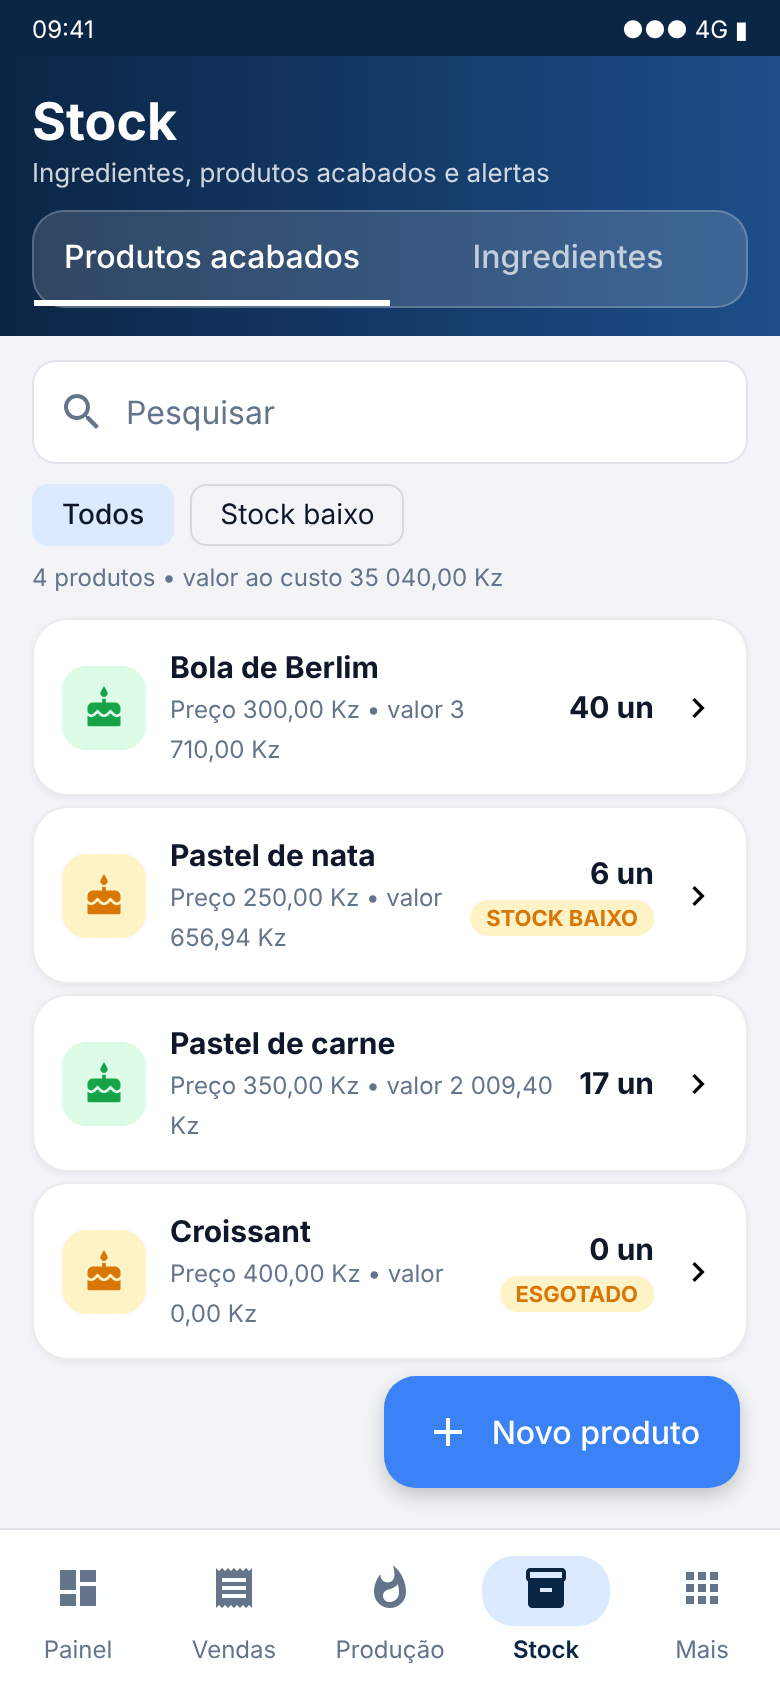 09:41
4G
Stock
Ingredientes, produtos acabados e alertas
Produtos acabados
Ingredientes
Pesquisar
Todos
Stock baixo
4 produtos • valor ao custo 35 040,00 Kz
Bola de Berlim
Preço 300,00 Kz • valor 3
710,00 Kz
40 un
Pastel de nata
Preço 250,00 Kz • valor
656,94 Kz
6 un
STOCK BAIXO
Pastel de carne
Preço 350,00 Kz • valor 2 009,40
Kz
17 un
Croissant
Preço 400,00 Kz • valor
0,00 Kz
0 un
ESGOTADO
Novo produto
Painel
Vendas
Produção
Stock
Mais